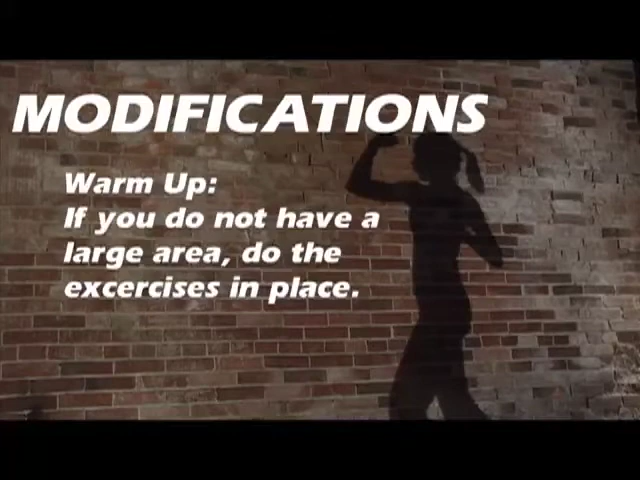 MODIFICATIONS
Warm Up:
If you do not have a
large area, do the
excercises in place.